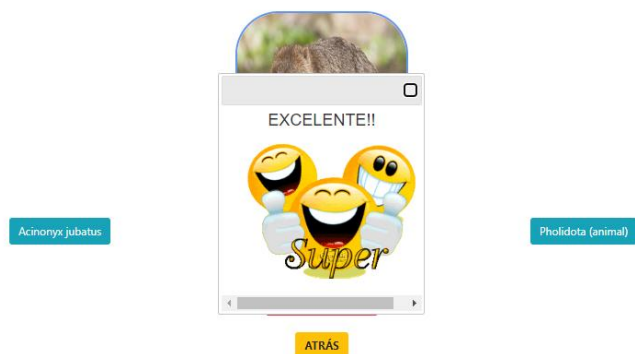 EXCELENTE!!
Super
Acinonyx jubatus
Pholidota (animal)
ATRÁS